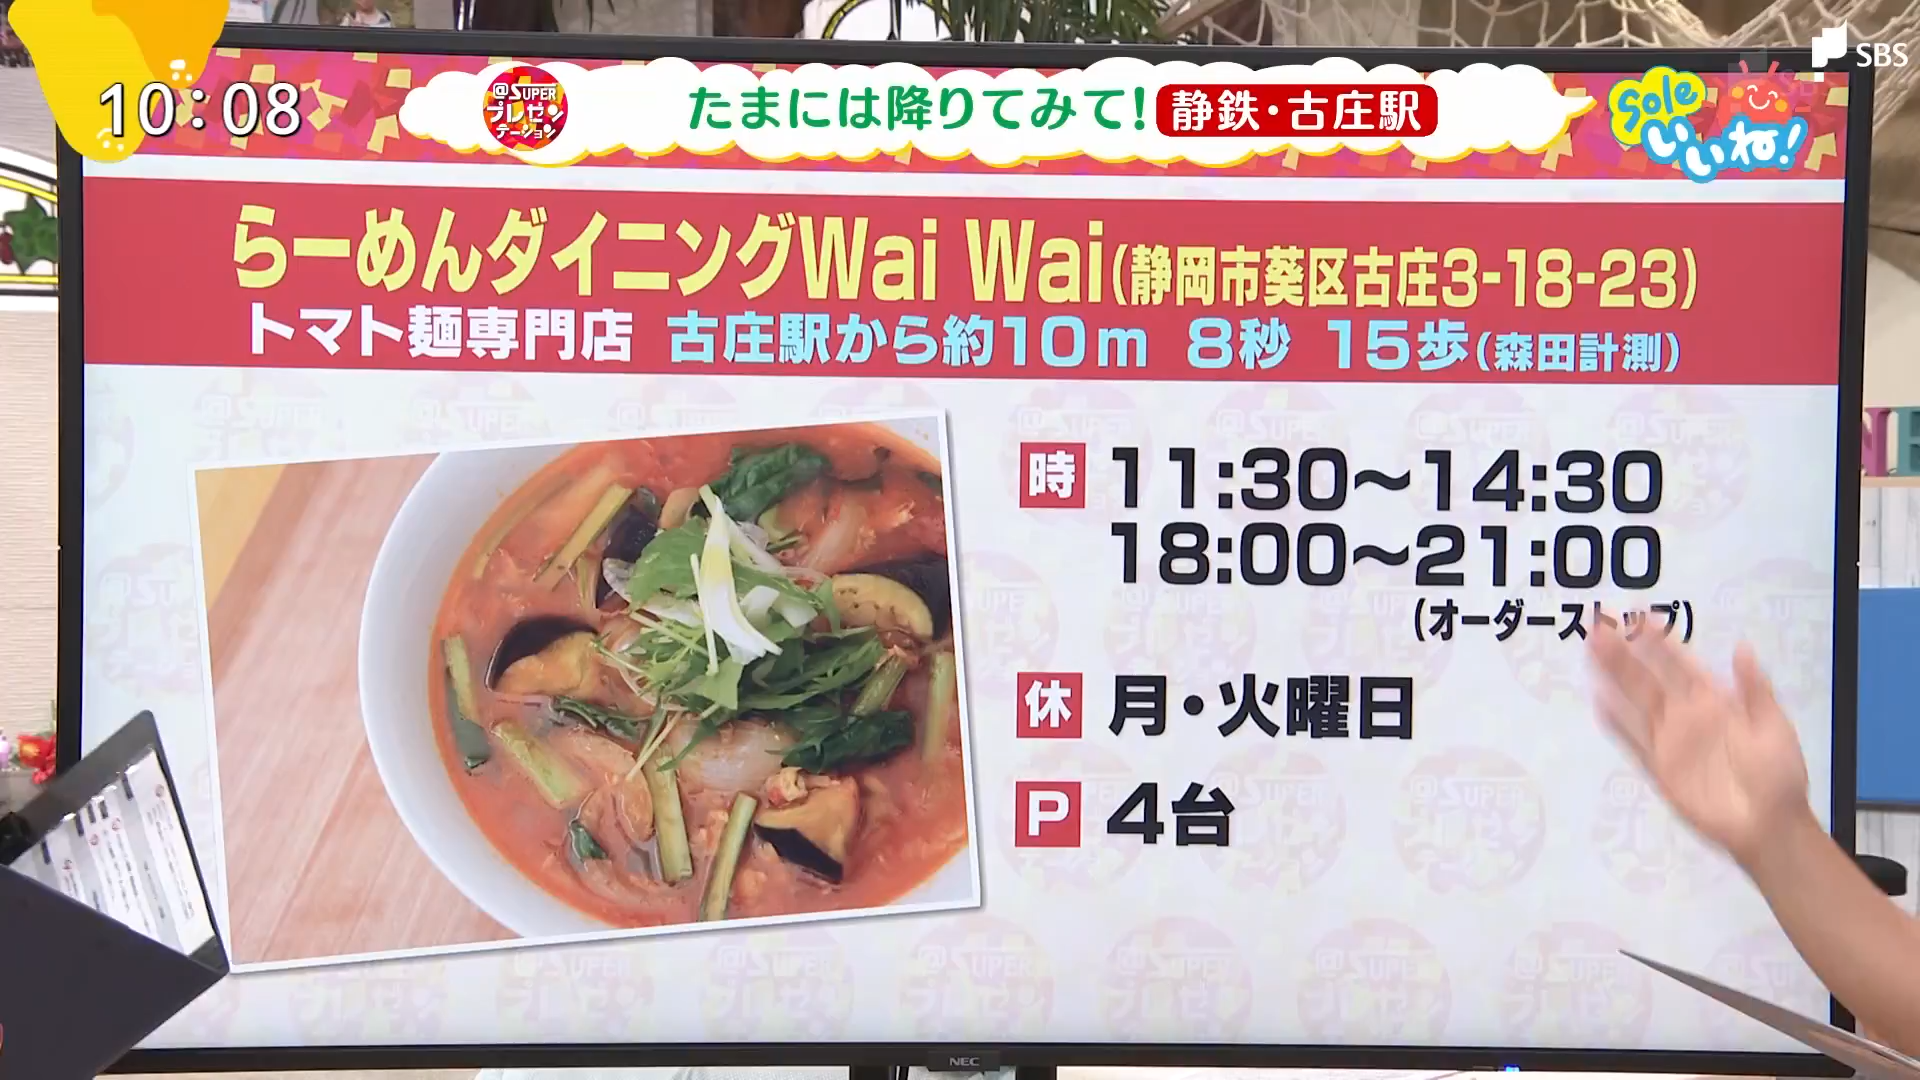 SBS
10:08
@SUPER
プレゼン
テーション
たまには降りてみて! 静鉄・古庄駅
Sole
いいね!
らーめんダイニングWai Wai(静岡市葵区古庄3-18-23)
トマト麺専門店 古庄駅から約10m 8秒 15歩(森田計測)
時 11:30～14:30
18:00～21:00
(オーダーストップ)
休 月・火曜日
P 4台
NEC